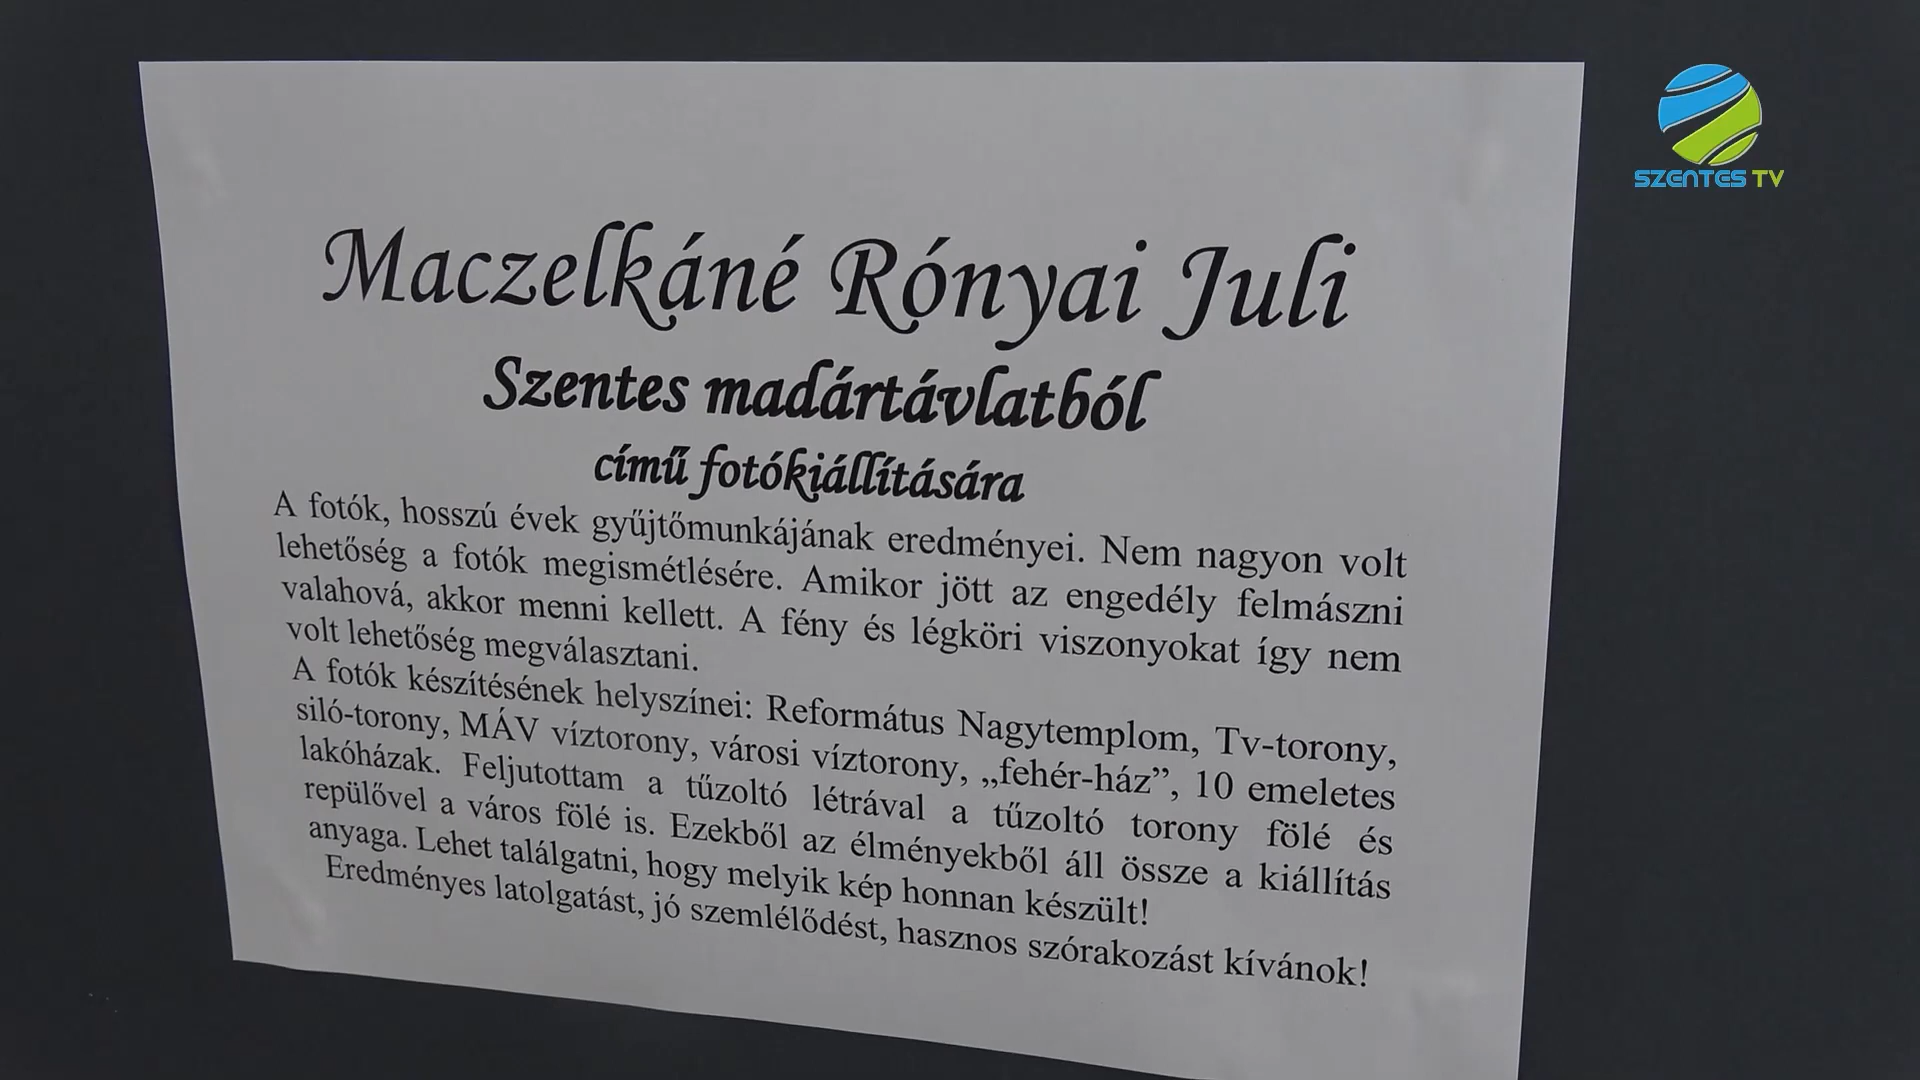 SZENTES TV
Maczelkáné Rónyai Juli
Szentes madártávlatból
című fotókiállítására
A fotók, hosszú évek gyűjtőmunkájának eredményei. Nem nagyon volt
lehetőség a fotók megismétlésére. Amikor jött az engedély felmászni
valahová, akkor menni kellett. A fény és légköri viszonyokat így nem
volt lehetőség megválasztani.
A fotók készítésének helyszínei: Református Nagytemplom, Tv-torony,
siló-torony, MÁV víztorony, városi víztorony, „fehér-ház”, 10 emeletes
lakóházak. Feljutottam a tűzoltó létrával a tűzoltó torony fölé és
repülővel a város fölé is. Ezekből az élményekből áll össze a kiállítás
anyaga. Lehet találgatni, hogy melyik kép honnan készült!
Eredményes latolgatást, jó szemlélődést, hasznos szórakozást kívánok!